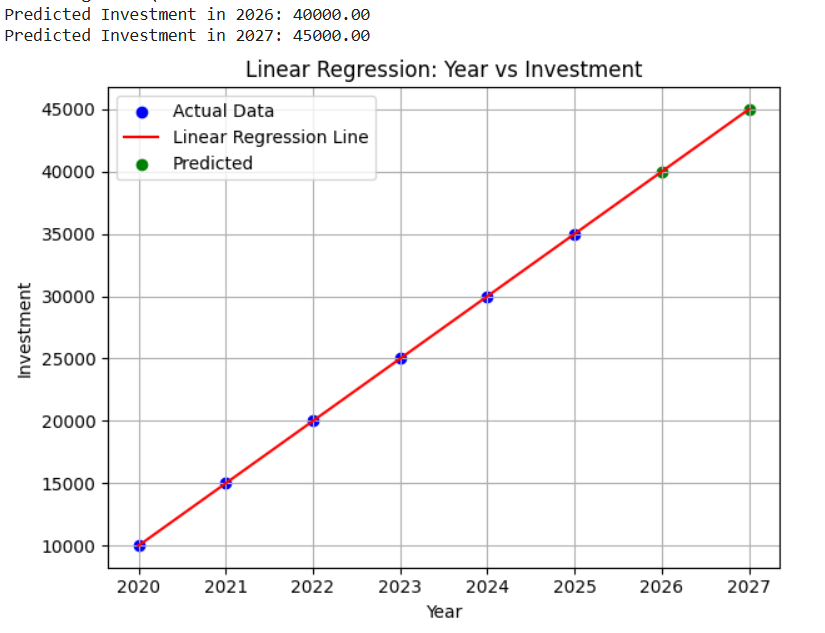 Predicted Investment in 2026: 40000.00
Predicted Investment in 2027: 45000.00
Linear Regression: Year vs Investment
Actual Data
Linear Regression Line
Predicted
45000
40000
35000
30000
25000
20000
15000
10000
Investment
2020 2021 2022 2023 2024 2025 2026 2027
Year